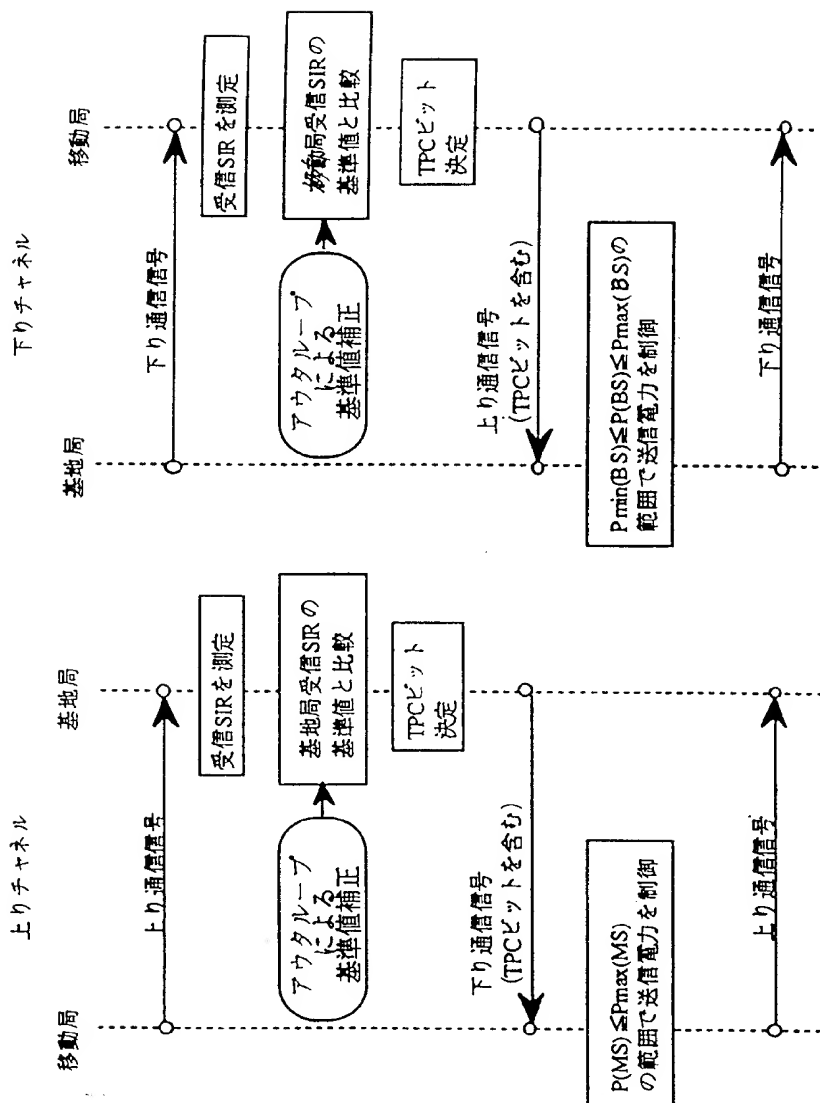 上りチャネル
移動局
基地局
上り通信信号
受信SIRを測定
アウタループ
による
基準値補正
基地局受信SIRの
基準値と比較
TPCビット
決定
下り通信信号
(TPCビットを含む)
P(MS)≦Pmax(MS)
の範囲で送信電力を制御
上り通信信号
下りチャネル
基地局
移動局
下り通信信号
受信SIRを測定
アウタループ
による
基準値補正
移動局受信SIRの
基準値と比較
TPCビット
決定
上り通信信号
(TPCビットを含む)
Pmin(BS)≦P(BS)≦Pmax(BS)の
範囲で送信電力を制御
下り通信信号